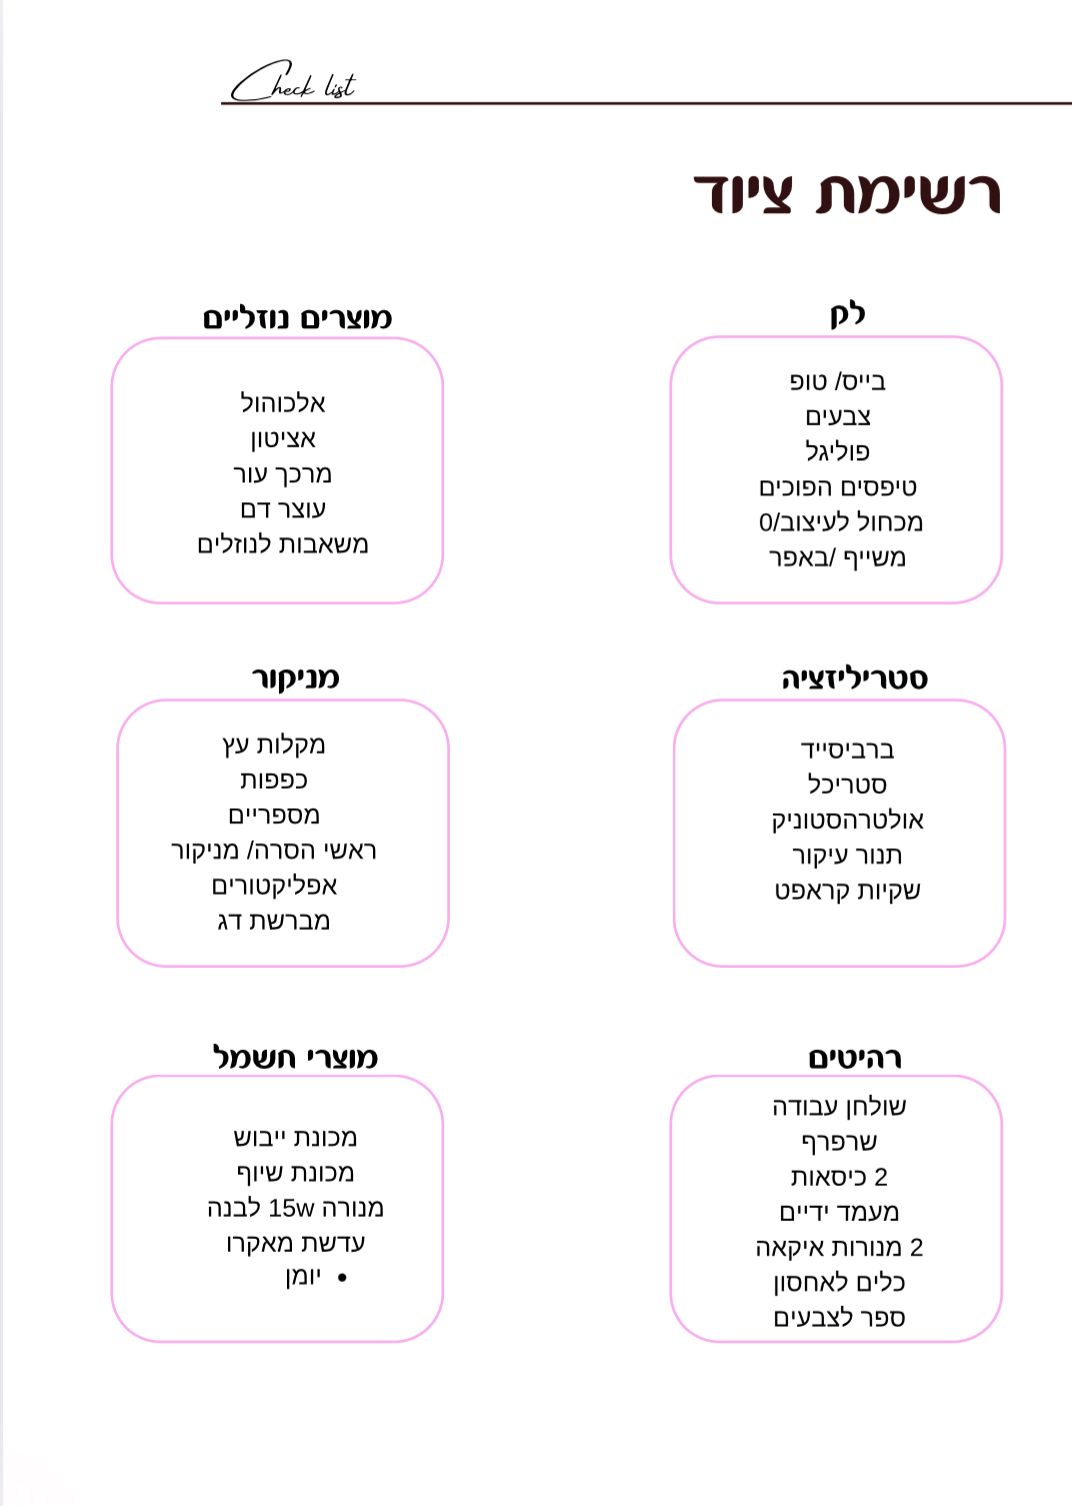 Check list
רשימת ציוד
לק
בייס/ טופ
צבעים
פוליגל
טיפסים הפוכים
מכחול לעיצוב/0
משייף /באפר
מוצרים נוזליים
אלכוהול
אציטון
מרכך עור
עוצר דם
משאבות לנוזלים
סטריליזציה
ברביסייד
סטריכל
אולטרהסטוניק
תנור עיקור
שקיות קראפט
מניקור
מקלות עץ
כפפות
מספריים
ראשי הסרה/ מניקור
אפליקטורים
מברשת דג
רהיטים
שולחן עבודה
שרפרף
2 כיסאות
מעמד ידיים
2 מנורות איקאה
כלים לאחסון
ספר לצבעים
מוצרי חשמל
מכונת ייבוש
מכונת שיוף
מנורה 15w לבנה
עדשת מאקרו
• יומן